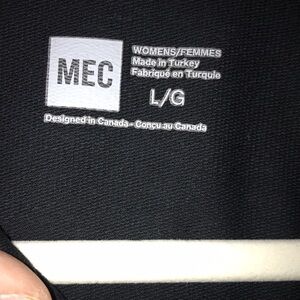 MEC
WOMENS/FEMMES
Made in Turkey
Fabriqué en Turquie
L/G
Designed in Canada - Conçu au Canada